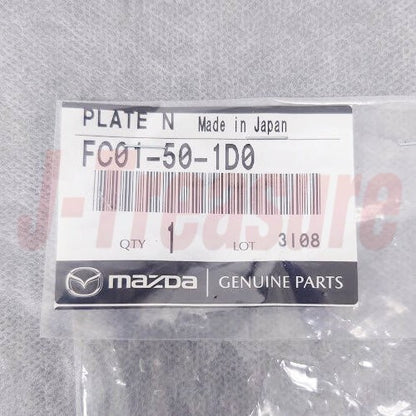 PLATE N Made in Japan
FC01-50-1D0
QTY 1 LOT 3108
mazda GENUINE PARTS
J-Treasure